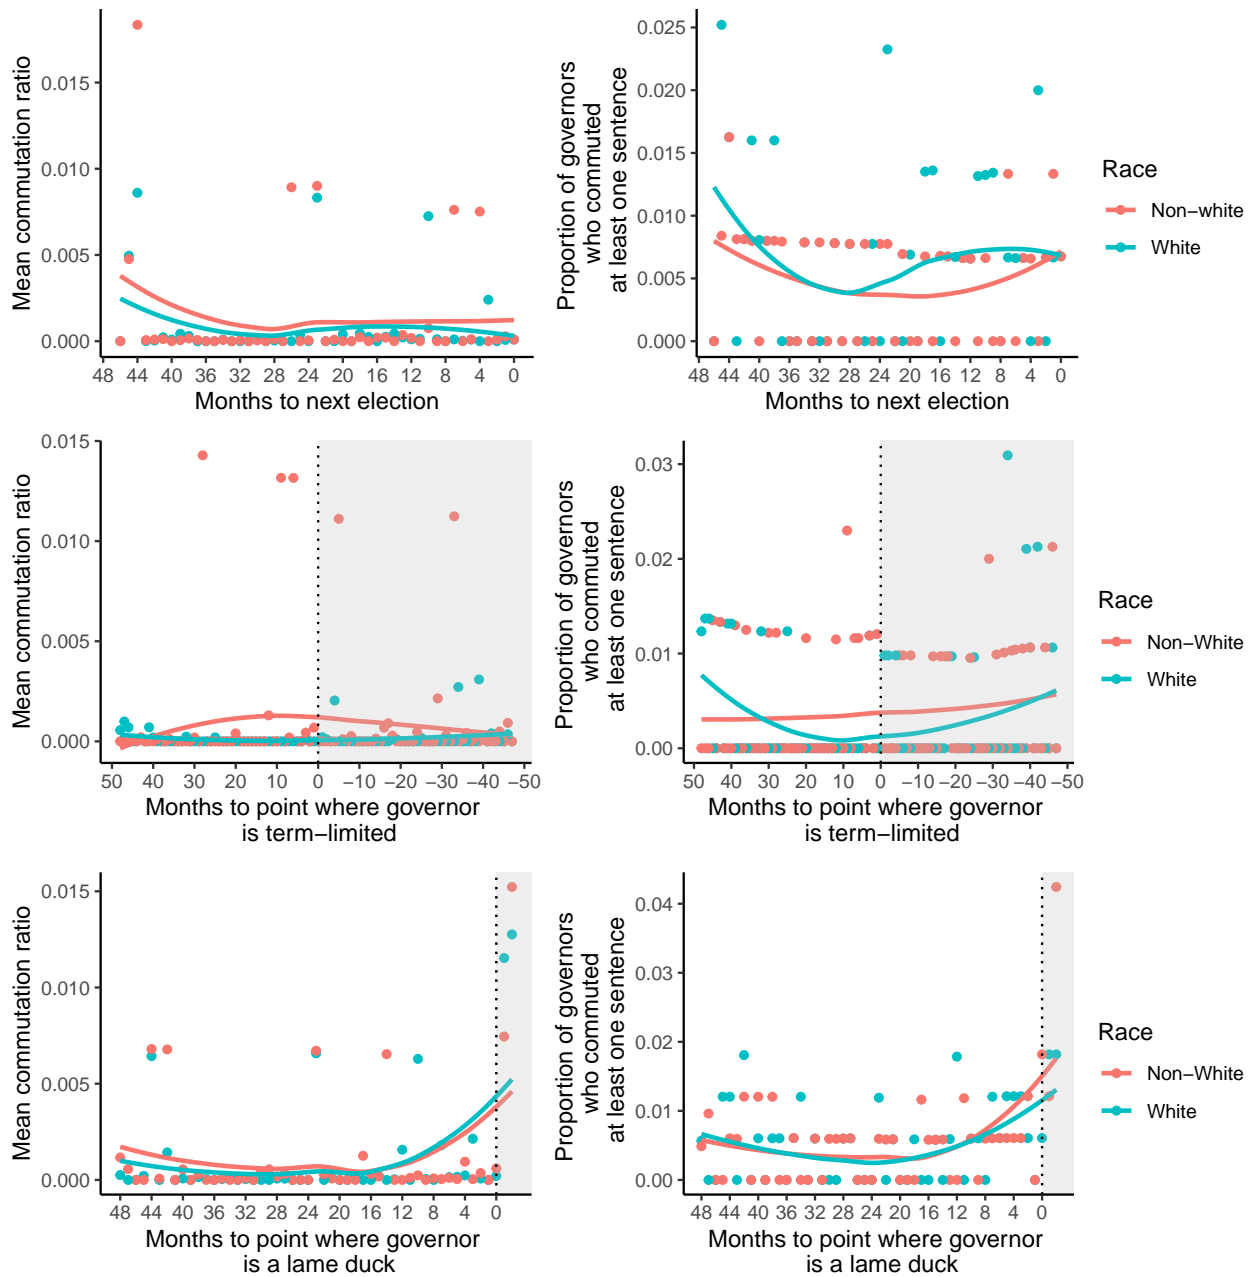 Mean commutation ratio
0.015
0.010
0.005
0.000
48 44 40 36 32 28 24 20 16 12 8 4 0
Months to next election
Proportion of governors
who commuted
at least one sentence
0.025
0.020
0.015
0.010
0.005
0.000
48 44 40 36 32 28 24 20 16 12 8 4 0
Months to next election
Race
Non−white
White
Mean commutation ratio
0.015
0.010
0.005
0.000
50 40 30 20 10 0 −10 −20 −30 −40 −50
Months to point where governor
is term−limited
Proportion of governors
who commuted
at least one sentence
0.03
0.02
0.01
0.00
50 40 30 20 10 0 −10 −20 −30 −40 −50
Months to point where governor
is term−limited
Race
Non−White
White
Mean commutation ratio
0.015
0.010
0.005
0.000
48 44 40 36 32 28 24 20 16 12 8 4 0
Months to point where governor
is a lame duck
Proportion of governors
who commuted
at least one sentence
0.04
0.03
0.02
0.01
0.00
48 44 40 36 32 28 24 20 16 12 8 4 0
Months to point where governor
is a lame duck
Race
Non−White
White